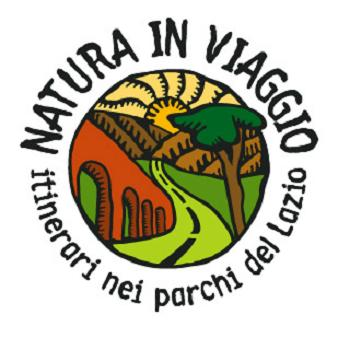 NATURA IN VIAGGIO
itinerari nei parchi del Lazio